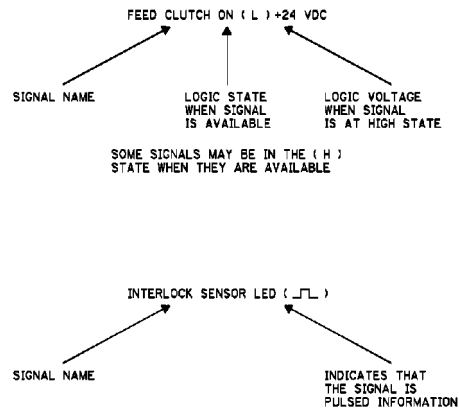 FEED CLUTCH ON ( L ) +24 VDC
SIGNAL NAME
LOGIC STATE
WHEN SIGNAL
IS AVAILABLE
LOGIC VOLTAGE
WHEN SIGNAL
IS AT HIGH STATE
SOME SIGNALS MAY BE IN THE ( H )
STATE WHEN THEY ARE AVAILABLE
INTERLOCK SENSOR LED ( )
SIGNAL NAME
INDICATES THAT
THE SIGNAL IS
PULSED INFORMATION